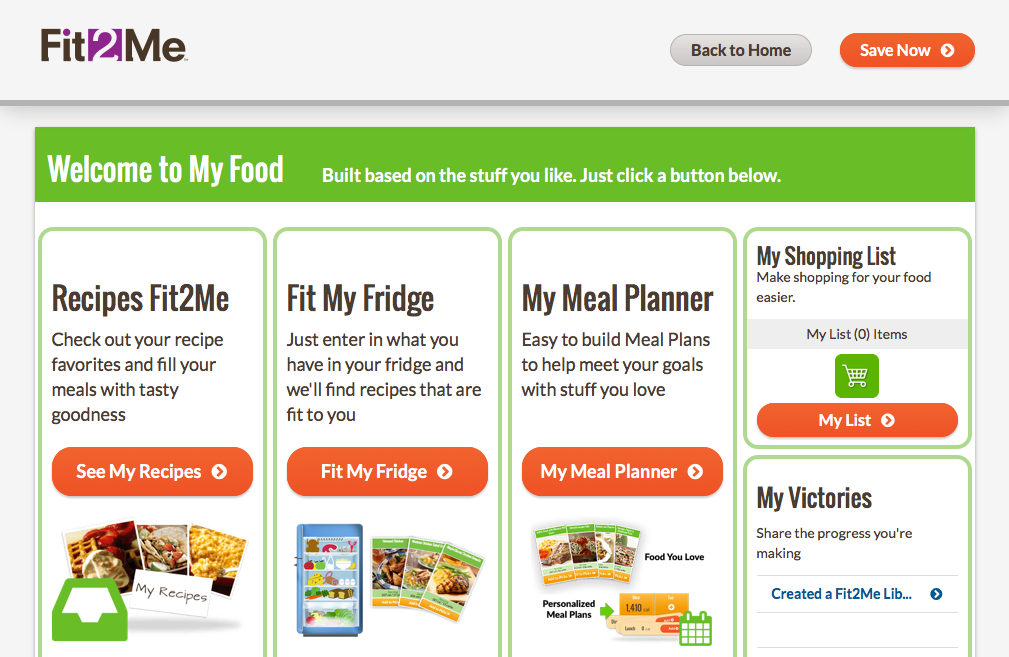 Fit2Me
Back to Home
Save Now
Welcome to My Food
Built based on the stuff you like. Just click a button below.
Recipes Fit2Me
Check out your recipe
favorites and fill your
meals with tasty
goodness
See My Recipes
My Recipes
Fit My Fridge
Just enter in what you
have in your fridge and
we'll find recipes that are
fit to you
Fit My Fridge
My Meal Planner
Easy to build Meal Plans
to help meet your goals
with stuff you love
My Meal Planner
Food You Love
Personalized
Meal Plans
1,410
Lunch
My Shopping List
Make shopping for your food
easier.
My List (0) Items
My List
My Victories
Share the progress you're
making
Created a Fit2Me Lib...